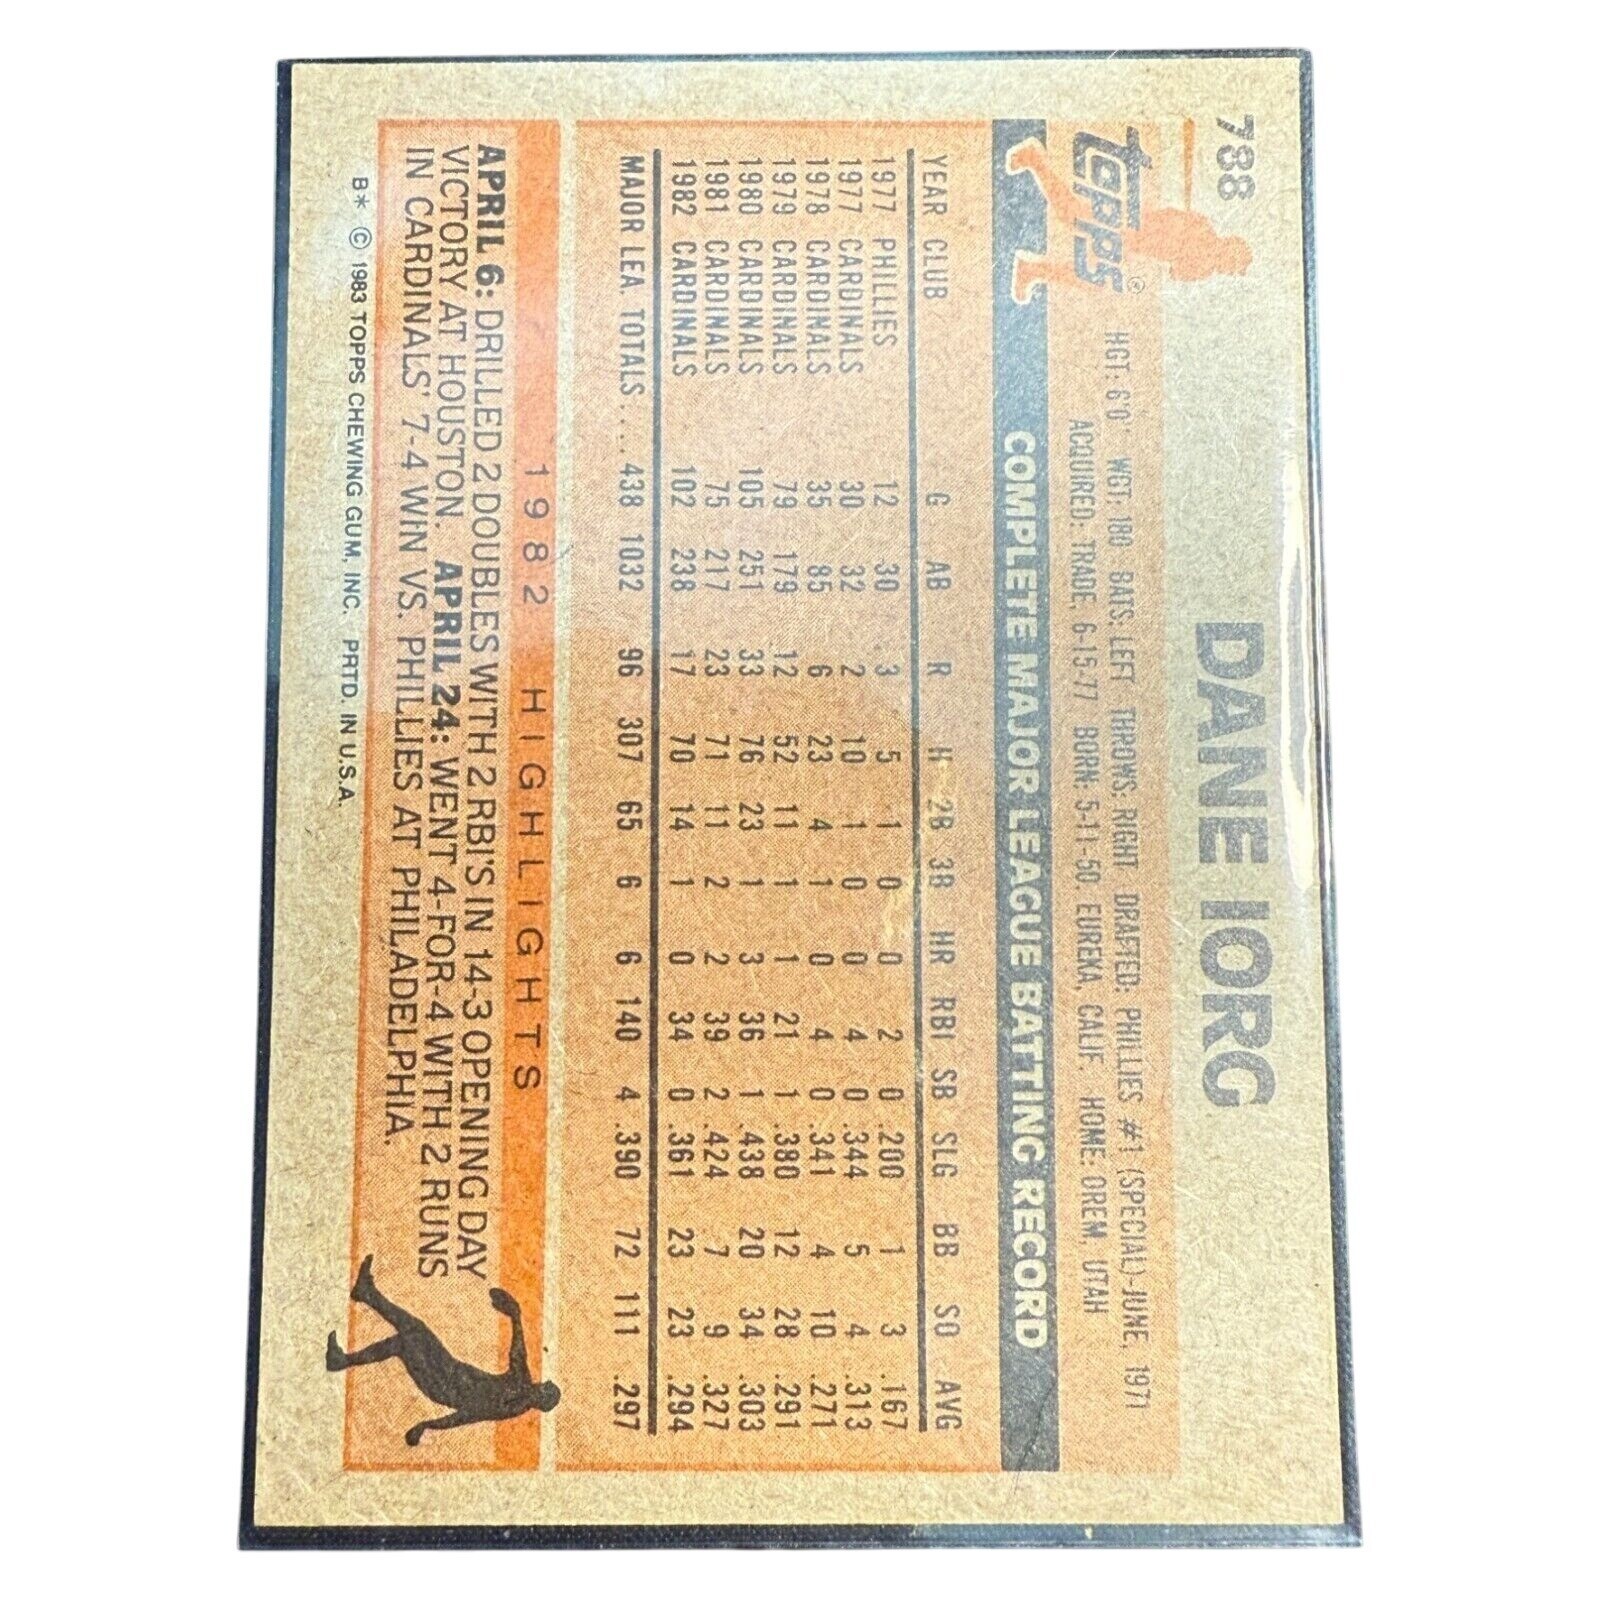 788
DANE IORG
Topps®
HGT: 6'0" WGT: 180 BATS: LEFT THROWS: RIGHT DRAFTED: PHILLIES #1 (SPECIAL)-JUNE, 1971
ACQUIRED: TRADE, 6-15-77 BORN: 5-11-50, EUREKA, CALIF. HOME: OREM, UTAH
COMPLETE MAJOR LEAGUE BATTING RECORD
YEAR CLUB G AB R H 2B 3B HR RBI SB SLG BB SO AVG
1977 PHILLIES 12 30 3 5 1 0 0 2 0 .200 1 3 .167
1977 CARDINALS 30 32 2 10 1 0 0 4 0 .344 5 4 .313
1978 CARDINALS 35 85 6 23 4 1 0 4 0 .341 4 10 .271
1979 CARDINALS 79 179 12 52 11 1 1 21 1 .380 12 28 .291
1980 CARDINALS 105 251 33 76 23 1 3 36 1 .438 20 34 .303
1981 CARDINALS 75 217 23 71 11 2 2 39 2 .424 7 9 .327
1982 CARDINALS 102 238 17 70 14 1 0 34 0 .361 23 23 .294
MAJOR LEA. TOTALS.... 438 1032 96 307 65 6 6 140 4 .390 72 111 .297
1982 HIGHLIGHTS
APRIL 6: DRILLED 2 DOUBLES WITH 2 RBI'S IN 14-3 OPENING DAY
VICTORY AT HOUSTON. APRIL 24: WENT 4-FOR-4 WITH 2 RUNS
IN CARDINALS' 7-4 WIN VS. PHILLIES AT PHILADELPHIA.
B* © 1983 TOPPS CHEWING GUM, INC. PRTD. IN U.S.A.